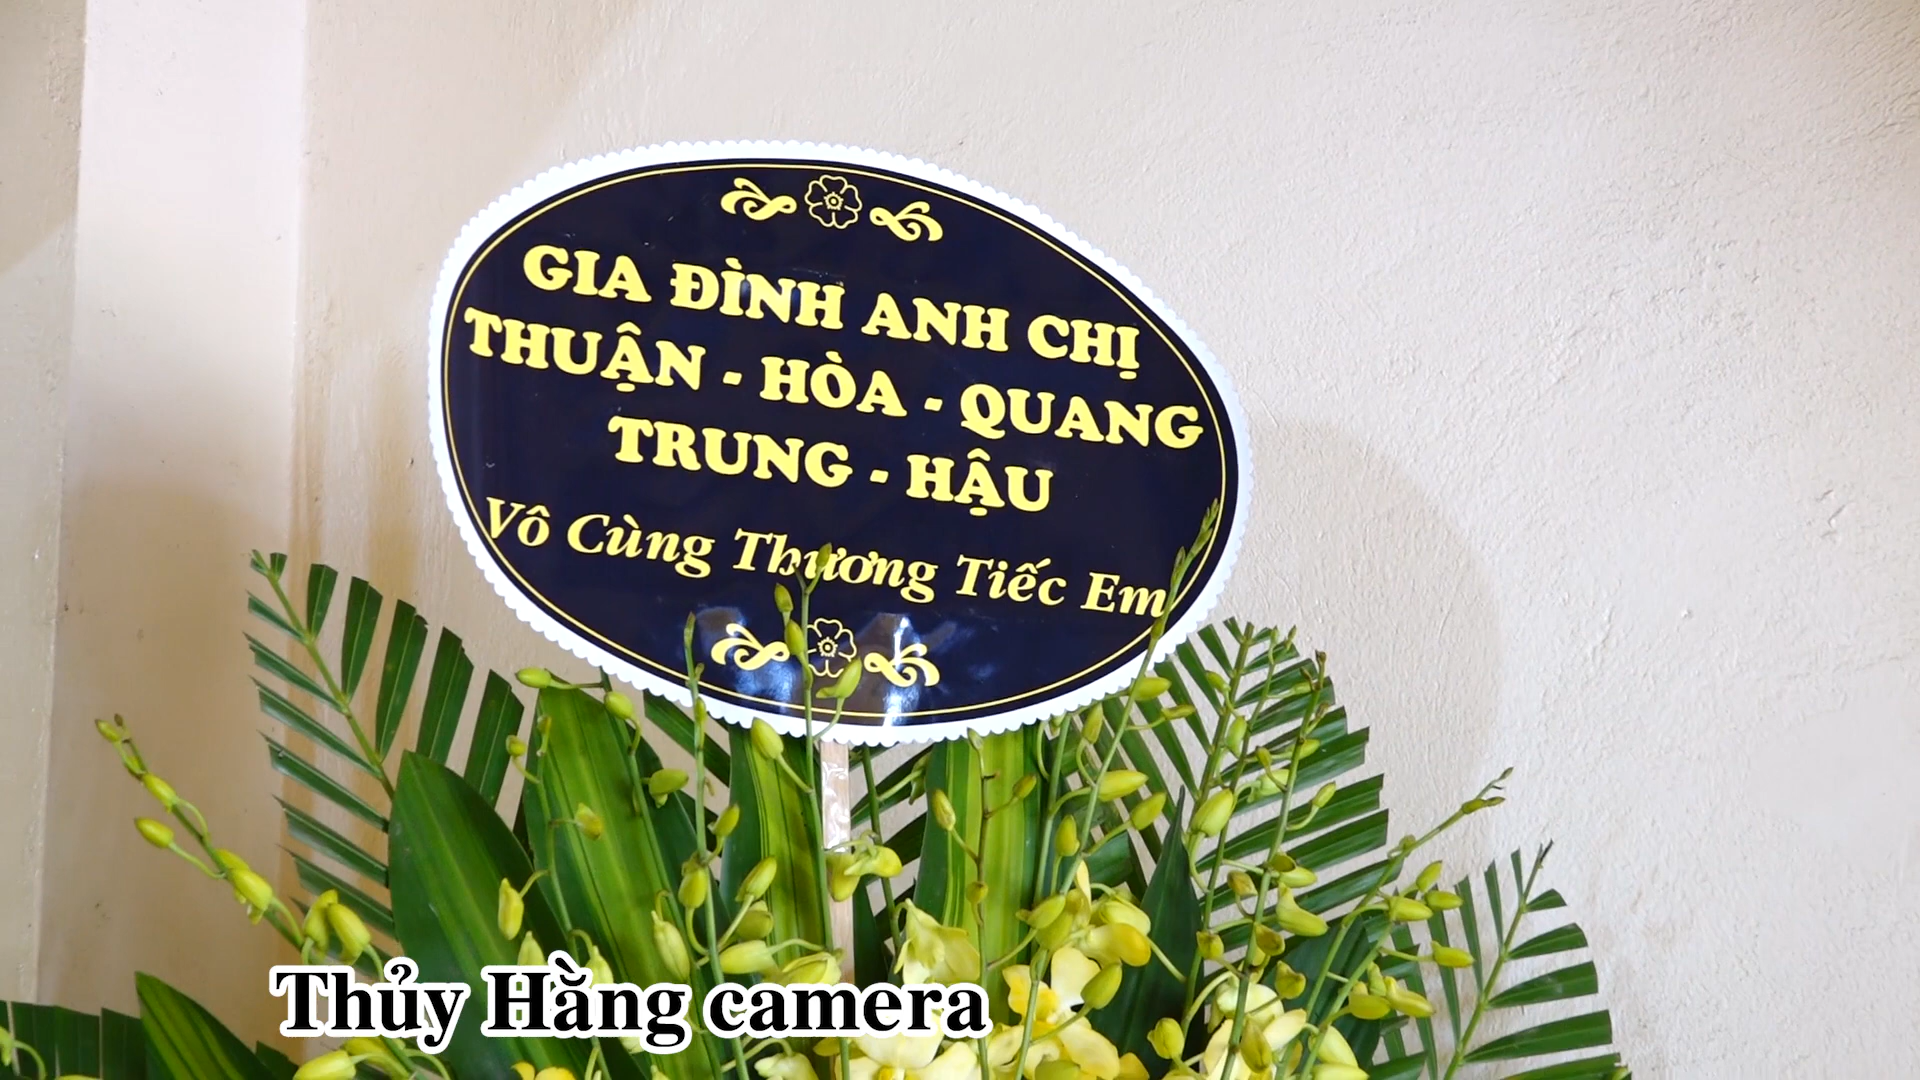 GIA ĐÌNH ANH CHỊ
THUẬN - HÒA - QUANG
TRUNG - HẬU
Vô Cùng Thương Tiếc Em
Thủy Hằng camera